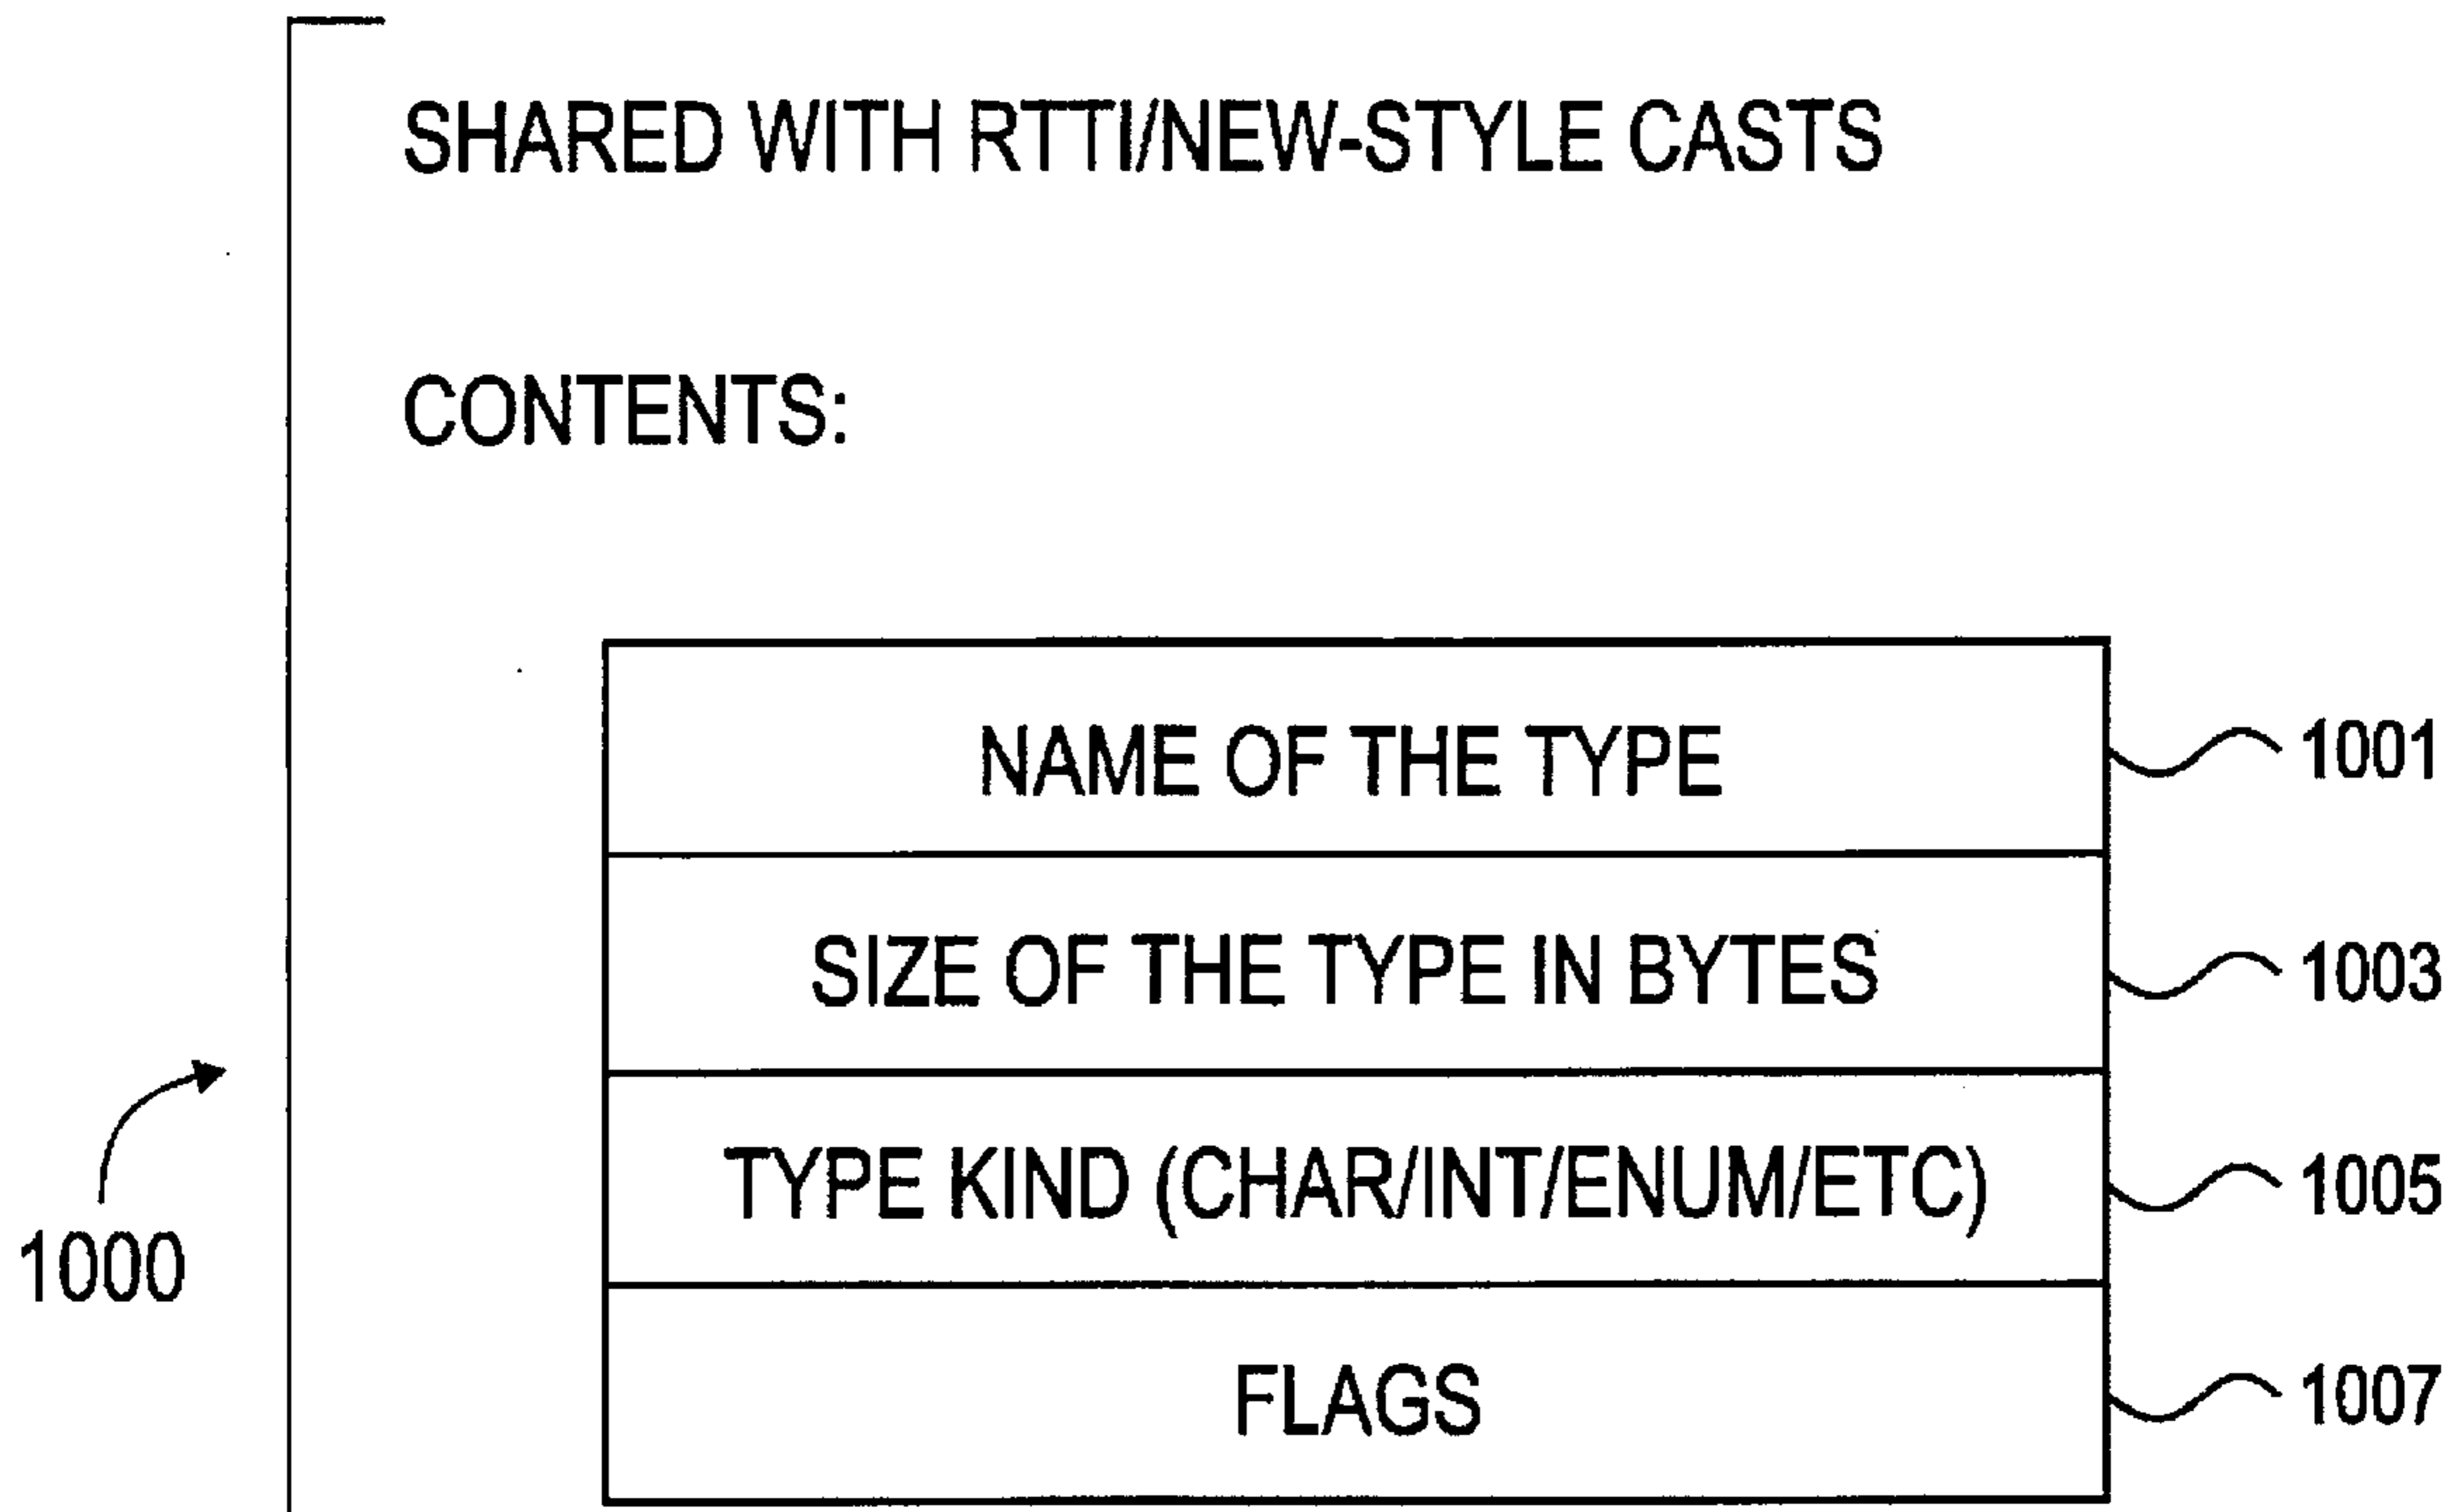 SHARED WITH RTTI/NEW-STYLE CASTS
CONTENTS:
NAME OF THE TYPE
1001
SIZE OF THE TYPE IN BYTES
1003
TYPE KIND (CHAR/INT/ENUM/ETC)
1005
1000
FLAGS
1007